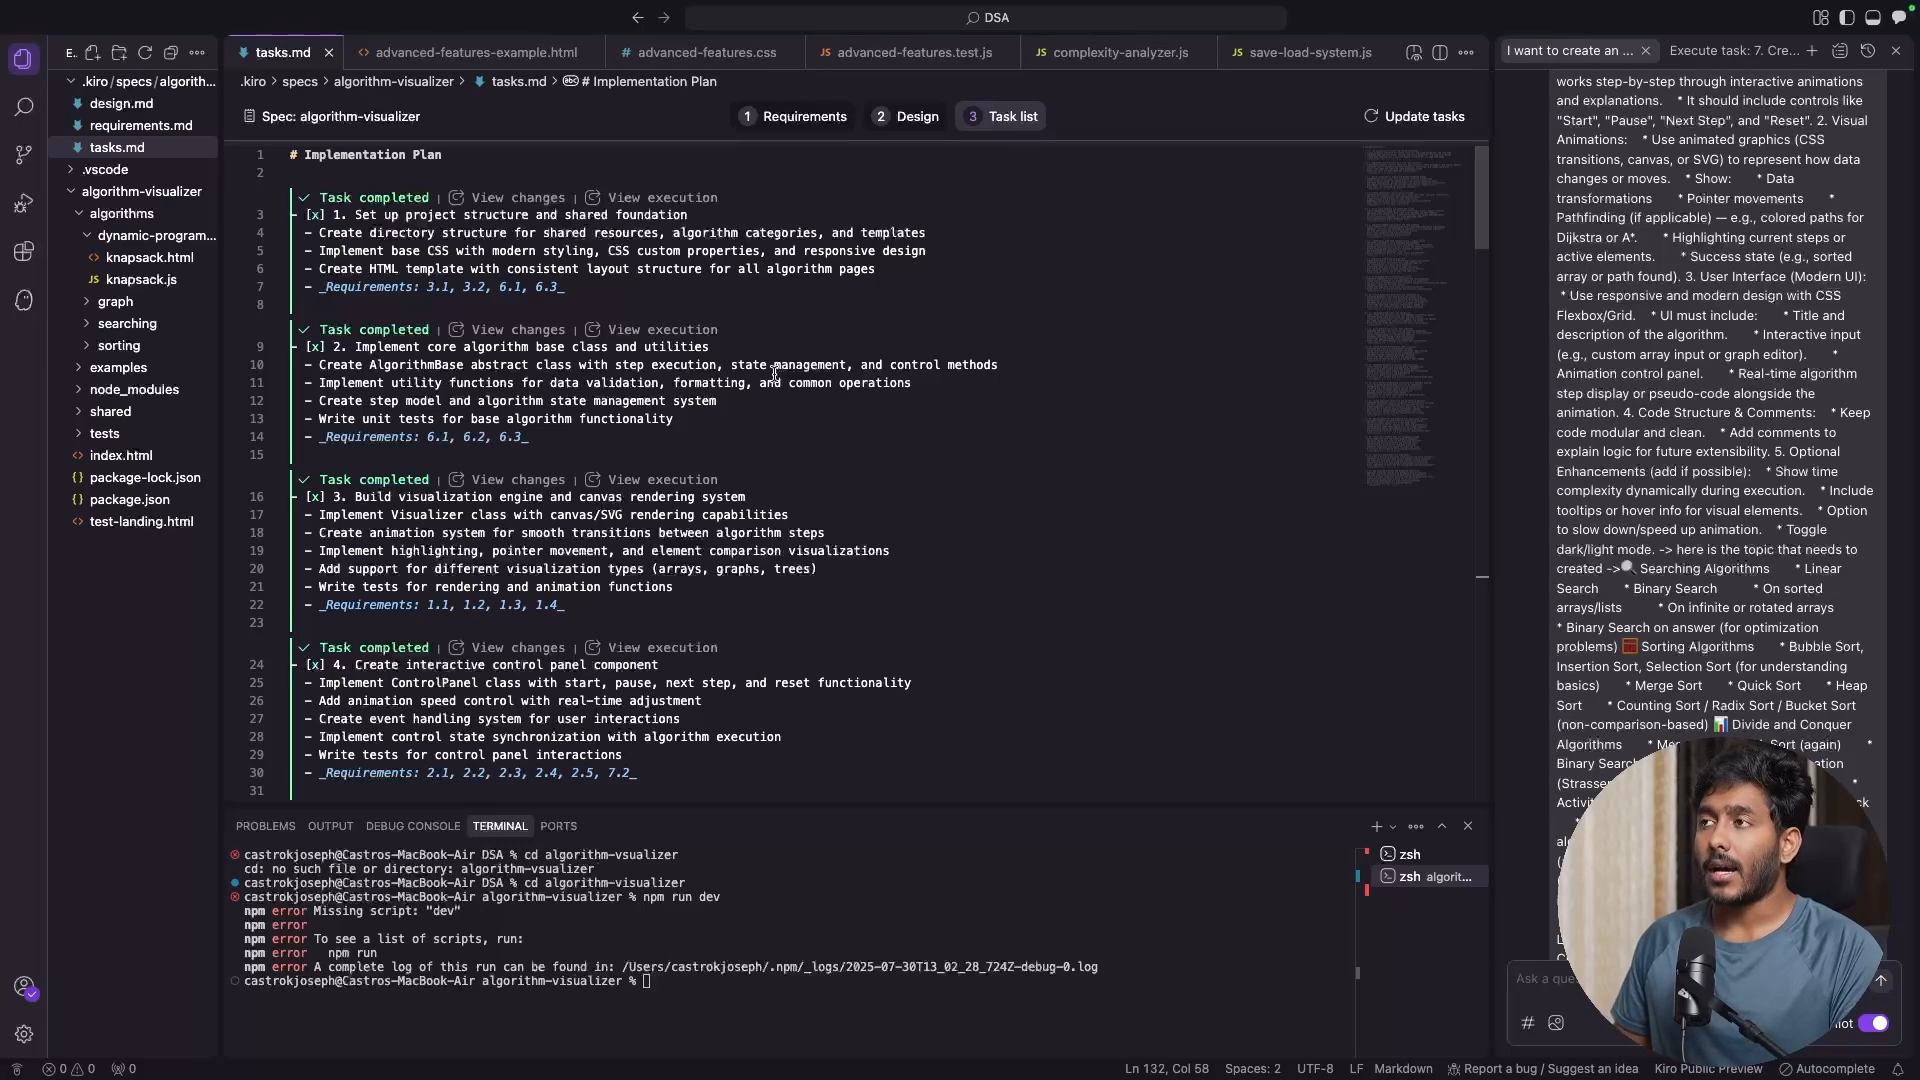 DSA
E..
tasks.md
advanced-features-example.html
advanced-features.css
advanced-features.test.js
complexity-analyzer.js
save-load-system.js
I want to create an ...
Execute task: 7. Cre...
.kiro / specs / algorith...
design.md
requirements.md
tasks.md
.vscode
algorithm-visualizer
algorithms
dynamic-program...
knapsack.html
knapsack.js
graph
searching
sorting
examples
node_modules
shared
tests
index.html
package-lock.json
package.json
test-landing.html
.kiro > specs > algorithm-visualizer > tasks.md > # Implementation Plan
Spec: algorithm-visualizer
1 Requirements
2 Design
3 Task list
Update tasks
1 # Implementation Plan
2
Task completed | View changes | View execution
3 - [x] 1. Set up project structure and shared foundation
4 - Create directory structure for shared resources, algorithm categories, and templates
5 - Implement base CSS with modern styling, CSS custom properties, and responsive design
6 - Create HTML template with consistent layout structure for all algorithm pages
7 - _Requirements: 3.1, 3.2, 6.1, 6.3_
8
Task completed | View changes | View execution
9 - [x] 2. Implement core algorithm base class and utilities
10 - Create AlgorithmBase abstract class with step execution, state management, and control methods
11 - Implement utility functions for data validation, formatting, and common operations
12 - Create step model and algorithm state management system
13 - Write unit tests for base algorithm functionality
14 - _Requirements: 6.1, 6.2, 6.3_
15
Task completed | View changes | View execution
16 - [x] 3. Build visualization engine and canvas rendering system
17 - Implement Visualizer class with canvas/SVG rendering capabilities
18 - Create animation system for smooth transitions between algorithm steps
19 - Implement highlighting, pointer movement, and element comparison visualizations
20 - Add support for different visualization types (arrays, graphs, trees)
21 - Write tests for rendering and animation functions
22 - _Requirements: 1.1, 1.2, 1.3, 1.4_
23
Task completed | View changes | View execution
24 - [x] 4. Create interactive control panel component
25 - Implement ControlPanel class with start, pause, next step, and reset functionality
26 - Add animation speed control with real-time adjustment
27 - Create event handling system for user interactions
28 - Implement control state synchronization with algorithm execution
29 - Write tests for control panel interactions
30 - _Requirements: 2.1, 2.2, 2.3, 2.4, 2.5, 7.2_
31
works step-by-step through interactive animations
and explanations. * It should include controls like
"Start", "Pause", "Next Step", and "Reset". 2. Visual
Animations: * Use animated graphics (CSS
transitions, canvas, or SVG) to represent how data
changes or moves. * Show: * Data
transformations * Pointer movements *
Pathfinding (if applicable) — e.g., colored paths for
Dijkstra or A*. * Highlighting current steps or
active elements. * Success state (e.g., sorted
array or path found). 3. User Interface (Modern UI):
* Use responsive and modern design with CSS
Flexbox/Grid. * UI must include: * Title and
description of the algorithm. * Interactive input
(e.g., custom array input or graph editor). *
Animation control panel. * Real-time algorithm
step display or pseudo-code alongside the
animation. 4. Code Structure & Comments: * Keep
code modular and clean. * Add comments to
explain logic for future extensibility. 5. Optional
Enhancements (add if possible): * Show time
complexity dynamically during execution. * Include
tooltips or hover info for visual elements. * Option
to slow down/speed up animation. * Toggle
dark/light mode. -> here is the topic that needs to
created ->🔍 Searching Algorithms * Linear
Search * Binary Search * On sorted
arrays/lists * On infinite or rotated arrays
* Binary Search on answer (for optimization
problems) 🧱 Sorting Algorithms * Bubble Sort,
Insertion Sort, Selection Sort (for understanding
basics) * Merge Sort * Quick Sort * Heap
Sort * Counting Sort / Radix Sort / Bucket Sort
(non-comparison-based) 📊 Divide and Conquer
Algorithms * Me Sort (again) *
Binary Search
(Strasse
PROBLEMS
OUTPUT
DEBUG CONSOLE
TERMINAL
PORTS
castrokjoseph@Castros-MacBook-Air DSA % cd algorithm-vsualizer
cd: no such file or directory: algorithm-vsualizer
castrokjoseph@Castros-MacBook-Air DSA % cd algorithm-visualizer
castrokjoseph@Castros-MacBook-Air algorithm-visualizer % npm run dev
npm error Missing script: "dev"
npm error
npm error To see a list of scripts, run:
npm error npm run
npm error A complete log of this run can be found in: /Users/castrokjoseph/.npm/_logs/2025-07-30T13_02_28_724Z-debug-0.log
castrokjoseph@Castros-MacBook-Air algorithm-visualizer %
zsh
zsh algorit...
Ask a que
0 0 0
Ln 132, Col 58
Spaces: 2
UTF-8
LF
Markdown
Report a bug / Suggest an idea
Kiro Public Preview
Autocomplete